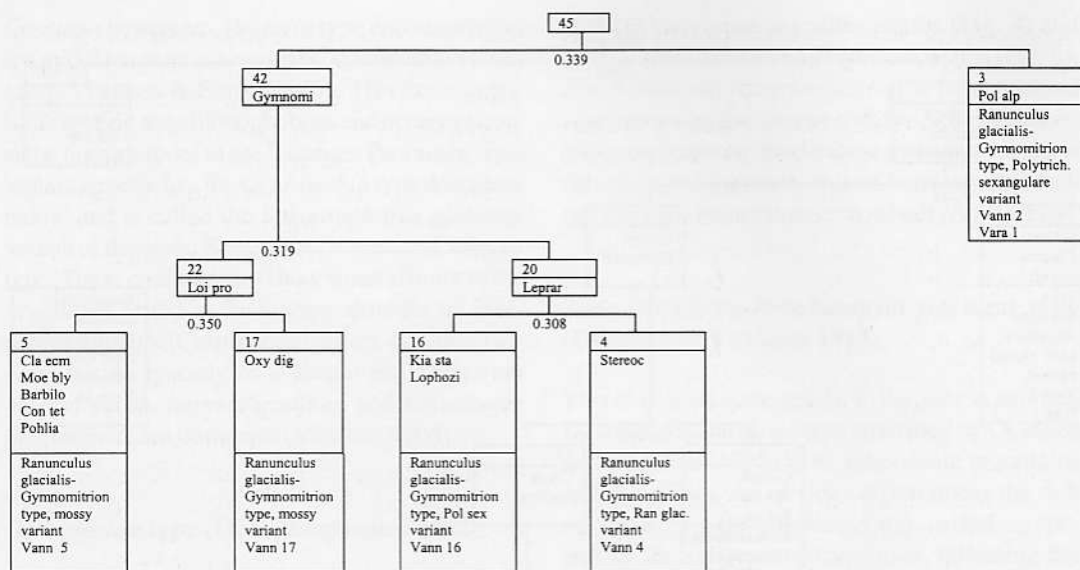 45
0.339
42
Gymnomi
3
Pol alp
Ranunculus
glacialis-
Gymnomitrion
type, Polytrich.
sexangulare
variant
Vann 2
Vara 1
0.319
22
Loi pro
20
Leprar
0.350
0.308
5
Cla ecm
Moe bly
Barbilo
Con tet
Pohlia
Ranunculus
glacialis-
Gymnomitrion
type, mossy
variant
Vann 5
17
Oxy dig
Ranunculus
glacialis-
Gymnomitrion
type, mossy
variant
Vann 17
16
Kia sta
Lophozi
Ranunculus
glacialis-
Gymnomitrion
type, Pol sex
variant
Vann 16
4
Stereoc
Ranunculus
glacialis-
Gymnomitrion
type, Ran glac.
variant
Vann 4